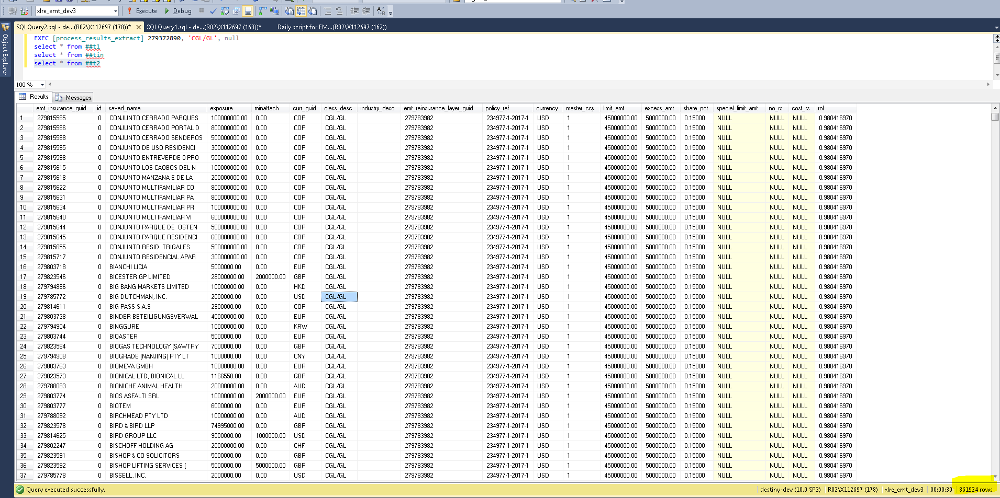 xlre_emt_dev3 Execute Debug
SQLQuery2.sql - de...(R02\X112697 (178))* SQLQuery1.sql - de...(R02\X112697 (163))* Daily script for EM...(R02\X112697 (162))
Object Explorer
EXEC [process_results_extract] 279372890, 'CGL/GL', null
select * from ##t1
select * from ##tin
select * from ##t2
100 %
Results Messages
emt_insurance_guid id saved_name exposure minattach curr_guid class_desc industry_desc emt_reinsurance_layer_guid policy_ref currency master_ccy limit_amt excess_amt share_pct special_limit_amt no_rs cost_rs rol
1 279815585 0 CONJUNTO CERRADO PARQUES 100000000.00 0.00 COP CGL/GL 279783982 234977-1-2017-1 USD 1 45000000.00 5000000.00 0.15000 NULL NULL NULL 0.980416970
2 279815586 0 CONJUNTO CERRADO PORTAL D 800000000.00 0.00 COP CGL/GL 279783982 234977-1-2017-1 USD 1 45000000.00 5000000.00 0.15000 NULL NULL NULL 0.980416970
3 279815588 0 CONJUNTO CERRADO SENDEROS 500000000.00 0.00 COP CGL/GL 279783982 234977-1-2017-1 USD 1 45000000.00 5000000.00 0.15000 NULL NULL NULL 0.980416970
4 279815595 0 CONJUNTO DE USO RESIDENCI 300000000.00 0.00 COP CGL/GL 279783982 234977-1-2017-1 USD 1 45000000.00 5000000.00 0.15000 NULL NULL NULL 0.980416970
5 279815598 0 CONJUNTO ENTREVERDE 0 PRO 500000000.00 0.00 COP CGL/GL 279783982 234977-1-2017-1 USD 1 45000000.00 5000000.00 0.15000 NULL NULL NULL 0.980416970
6 279815615 0 CONJUNTO LOS CAOBOS DEL N 100000000.00 0.00 COP CGL/GL 279783982 234977-1-2017-1 USD 1 45000000.00 5000000.00 0.15000 NULL NULL NULL 0.980416970
7 279815618 0 CONJUNTO MANZANA E DE LA 200000000.00 0.00 COP CGL/GL 279783982 234977-1-2017-1 USD 1 45000000.00 5000000.00 0.15000 NULL NULL NULL 0.980416970
8 279815622 0 CONJUNTO MULTIFAMILIAR CO 800000000.00 0.00 COP CGL/GL 279783982 234977-1-2017-1 USD 1 45000000.00 5000000.00 0.15000 NULL NULL NULL 0.980416970
9 279815631 0 CONJUNTO MULTIFAMILIAR PA 800000000.00 0.00 COP CGL/GL 279783982 234977-1-2017-1 USD 1 45000000.00 5000000.00 0.15000 NULL NULL NULL 0.980416970
10 279815634 0 CONJUNTO MULTIFAMILIAR PR 100000000.00 0.00 COP CGL/GL 279783982 234977-1-2017-1 USD 1 45000000.00 5000000.00 0.15000 NULL NULL NULL 0.980416970
11 279815640 0 CONJUNTO MULTIFAMILIAR VI 600000000.00 0.00 COP CGL/GL 279783982 234977-1-2017-1 USD 1 45000000.00 5000000.00 0.15000 NULL NULL NULL 0.980416970
12 279815644 0 CONJUNTO PARQUE DE  OSTEN 500000000.00 0.00 COP CGL/GL 279783982 234977-1-2017-1 USD 1 45000000.00 5000000.00 0.15000 NULL NULL NULL 0.980416970
13 279815645 0 CONJUNTO PARQUE RESIDENCI 600000000.00 0.00 COP CGL/GL 279783982 234977-1-2017-1 USD 1 45000000.00 5000000.00 0.15000 NULL NULL NULL 0.980416970
14 279815655 0 CONJUNTO RESID. TRIGALES 500000000.00 0.00 COP CGL/GL 279783982 234977-1-2017-1 USD 1 45000000.00 5000000.00 0.15000 NULL NULL NULL 0.980416970
15 279815717 0 CONJUNTO RESIDENCIAL APAR 300000000.00 0.00 COP CGL/GL 279783982 234977-1-2017-1 USD 1 45000000.00 5000000.00 0.15000 NULL NULL NULL 0.980416970
16 279803718 0 BIANCHI LICIA 5000000.00 0.00 EUR CGL/GL 279783982 234977-1-2017-1 USD 1 45000000.00 5000000.00 0.15000 NULL NULL NULL 0.980416970
17 279823546 0 BICESTER GP LIMITED 28000000.00 2000000.00 GBP CGL/GL 279783982 234977-1-2017-1 USD 1 45000000.00 5000000.00 0.15000 NULL NULL NULL 0.980416970
18 279794886 0 BIG BANG MARKETS LIMITED 10000000.00 0.00 HKD CGL/GL 279783982 234977-1-2017-1 USD 1 45000000.00 5000000.00 0.15000 NULL NULL NULL 0.980416970
19 279785772 0 BIG DUTCHMAN, INC. 2000000.00 0.00 USD CGL/GL 279783982 234977-1-2017-1 USD 1 45000000.00 5000000.00 0.15000 NULL NULL NULL 0.980416970
20 279814611 0 BIG PASS S.A.S 2900000.00 0.00 COP CGL/GL 279783982 234977-1-2017-1 USD 1 45000000.00 5000000.00 0.15000 NULL NULL NULL 0.980416970
21 279803738 0 BINDER BETEILIGUNGSVERWAL 40000000.00 0.00 EUR CGL/GL 279783982 234977-1-2017-1 USD 1 45000000.00 5000000.00 0.15000 NULL NULL NULL 0.980416970
22 279794904 0 BINGGURE 10000000.00 0.00 KRW CGL/GL 279783982 234977-1-2017-1 USD 1 45000000.00 5000000.00 0.15000 NULL NULL NULL 0.980416970
23 279803744 0 BIOASTER 5000000.00 0.00 EUR CGL/GL 279783982 234977-1-2017-1 USD 1 45000000.00 5000000.00 0.15000 NULL NULL NULL 0.980416970
24 279823564 0 BIOGAS TECHNOLOGY (SAWTRY 7000000.00 0.00 GBP CGL/GL 279783982 234977-1-2017-1 USD 1 45000000.00 5000000.00 0.15000 NULL NULL NULL 0.980416970
25 279794908 0 BIOGRADE (NANJING) PTY LT 1000000.00 0.00 CNY CGL/GL 279783982 234977-1-2017-1 USD 1 45000000.00 5000000.00 0.15000 NULL NULL NULL 0.980416970
26 279803763 0 BIOMEVA GMBH 10000000.00 0.00 EUR CGL/GL 279783982 234977-1-2017-1 USD 1 45000000.00 5000000.00 0.15000 NULL NULL NULL 0.980416970
27 279823573 0 BIONICAL LTD, BIONICAL LL 1166550.00 0.00 GBP CGL/GL 279783982 234977-1-2017-1 USD 1 45000000.00 5000000.00 0.15000 NULL NULL NULL 0.980416970
28 279788083 0 BIONICHE ANIMAL HEALTH 20000000.00 0.00 AUD CGL/GL 279783982 234977-1-2017-1 USD 1 45000000.00 5000000.00 0.15000 NULL NULL NULL 0.980416970
29 279803774 0 BIOS ASFALTI SRL 10000000.00 2000000.00 EUR CGL/GL 279783982 234977-1-2017-1 USD 1 45000000.00 5000000.00 0.15000 NULL NULL NULL 0.980416970
30 279803777 0 BIOTEM 6000000.00 0.00 EUR CGL/GL 279783982 234977-1-2017-1 USD 1 45000000.00 5000000.00 0.15000 NULL NULL NULL 0.980416970
31 279788092 0 BIRCHMEAD PTY LTD 10000000.00 0.00 AUD CGL/GL 279783982 234977-1-2017-1 USD 1 45000000.00 5000000.00 0.15000 NULL NULL NULL 0.980416970
32 279823578 0 BIRD & BIRD LLP 74995000.00 0.00 GBP CGL/GL 279783982 234977-1-2017-1 USD 1 45000000.00 5000000.00 0.15000 NULL NULL NULL 0.980416970
33 279814625 0 BIRD GROUP LLC 9000000.00 1000000.00 USD CGL/GL 279783982 234977-1-2017-1 USD 1 45000000.00 5000000.00 0.15000 NULL NULL NULL 0.980416970
34 279802247 0 BISCHOFF HOLDING AG 20000000.00 0.00 CHF CGL/GL 279783982 234977-1-2017-1 USD 1 45000000.00 5000000.00 0.15000 NULL NULL NULL 0.980416970
35 279823591 0 BISHOP & CO SOLICITORS 5000000.00 0.00 GBP CGL/GL 279783982 234977-1-2017-1 USD 1 45000000.00 5000000.00 0.15000 NULL NULL NULL 0.980416970
36 279823592 0 BISHOP LIFTING SERVICES ( 5000000.00 5000000.00 GBP CGL/GL 279783982 234977-1-2017-1 USD 1 45000000.00 5000000.00 0.15000 NULL NULL NULL 0.980416970
37 279785778 0 BISSELL, INC. 2000000.00 0.00 USD CGL/GL 279783982 234977-1-2017-1 USD 1 45000000.00 5000000.00 0.15000 NULL NULL NULL 0.980416970
Query executed successfully. destiny-dev (10.0 SP3) R02\X112697 (178) xlre_emt_dev3 00:00:30 861924 rows